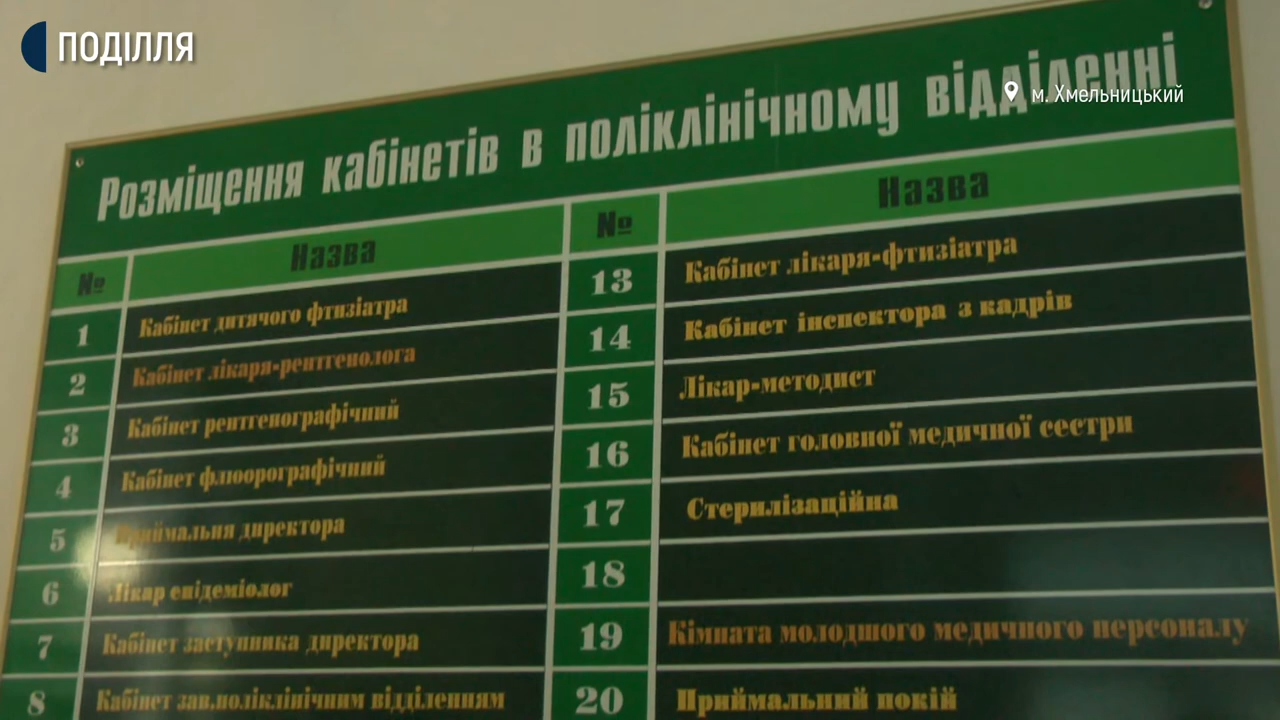 ПОДІЛЛЯ
м. Хмельницький
Розміщення кабінетів в поліклінічному відділенні
№ Назва
1 Кабінет дитячого фтизіатра
2 Кабінет лікаря-рентгенолога
3 Кабінет рентгенографічний
4 Кабінет флюорографічний
5 Приймальня директора
6 Лікар епідеміолог
7 Кабінет заступника директора
8 Кабінет зав.поліклінічним відділенням
№ Назва
13 Кабінет лікаря-фтизіатра
14 Кабінет інспектора з кадрів
15 Лікар-методист
16 Кабінет головної медичної сестри
17 Стерилізаційна
18
19 Кімната молодшого медичного персоналу
20 Приймальний покій